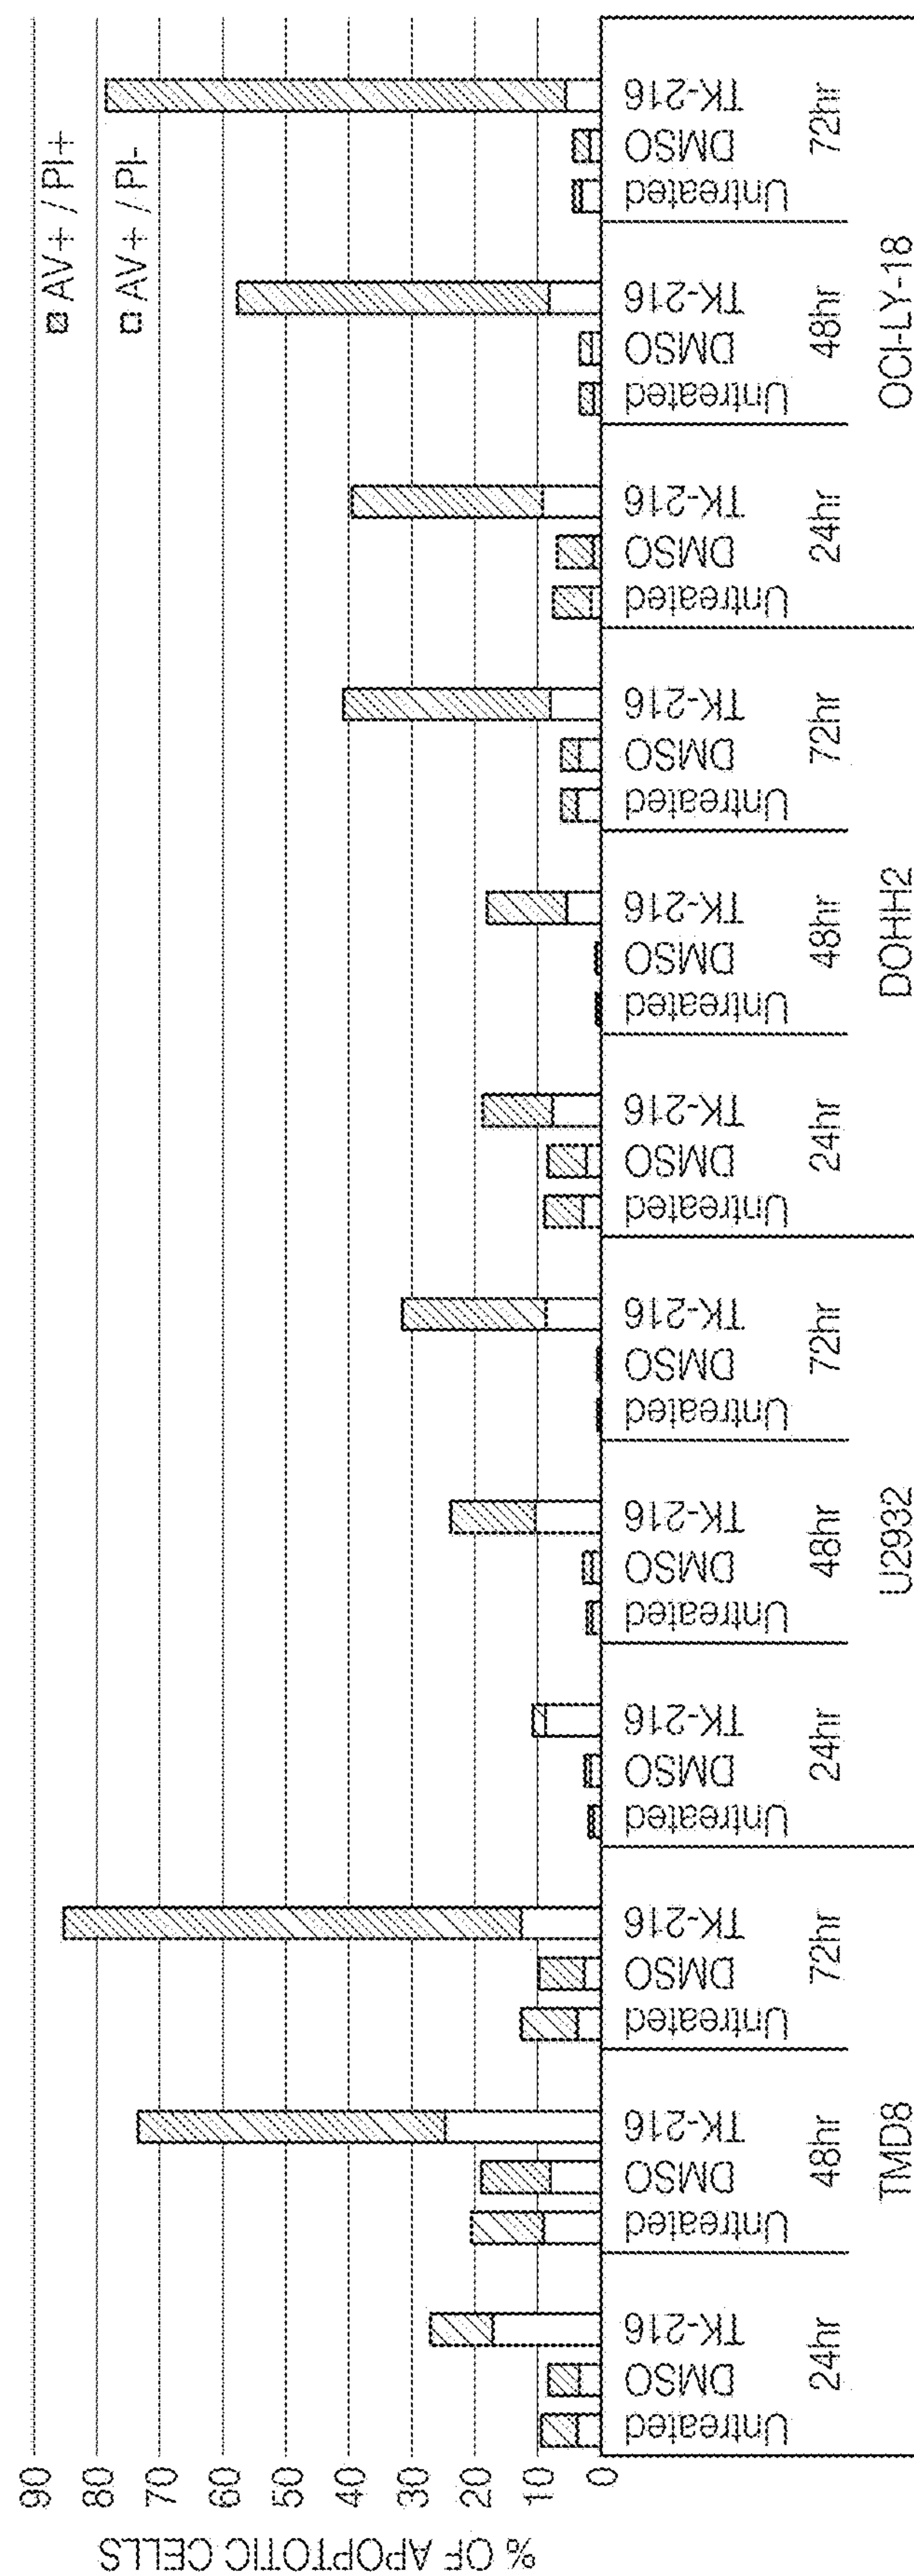 % OF APOPTOTIC CELLS
90
80
70
60
50
40
30
20
10
0
AV+ / PI+
AV+ / PI-
Untreated DMSO TK-216 Untreated DMSO TK-216 Untreated DMSO TK-216 Untreated DMSO TK-216 Untreated DMSO TK-216 Untreated DMSO TK-216 Untreated DMSO TK-216 Untreated DMSO TK-216 Untreated DMSO TK-216 Untreated DMSO TK-216 Untreated DMSO TK-216 Untreated DMSO TK-216
24hr 48hr 72hr 24hr 48hr 72hr 24hr 48hr 72hr 24hr 48hr 72hr
TMD8 U2932 DOHH2 OCI-LY-18